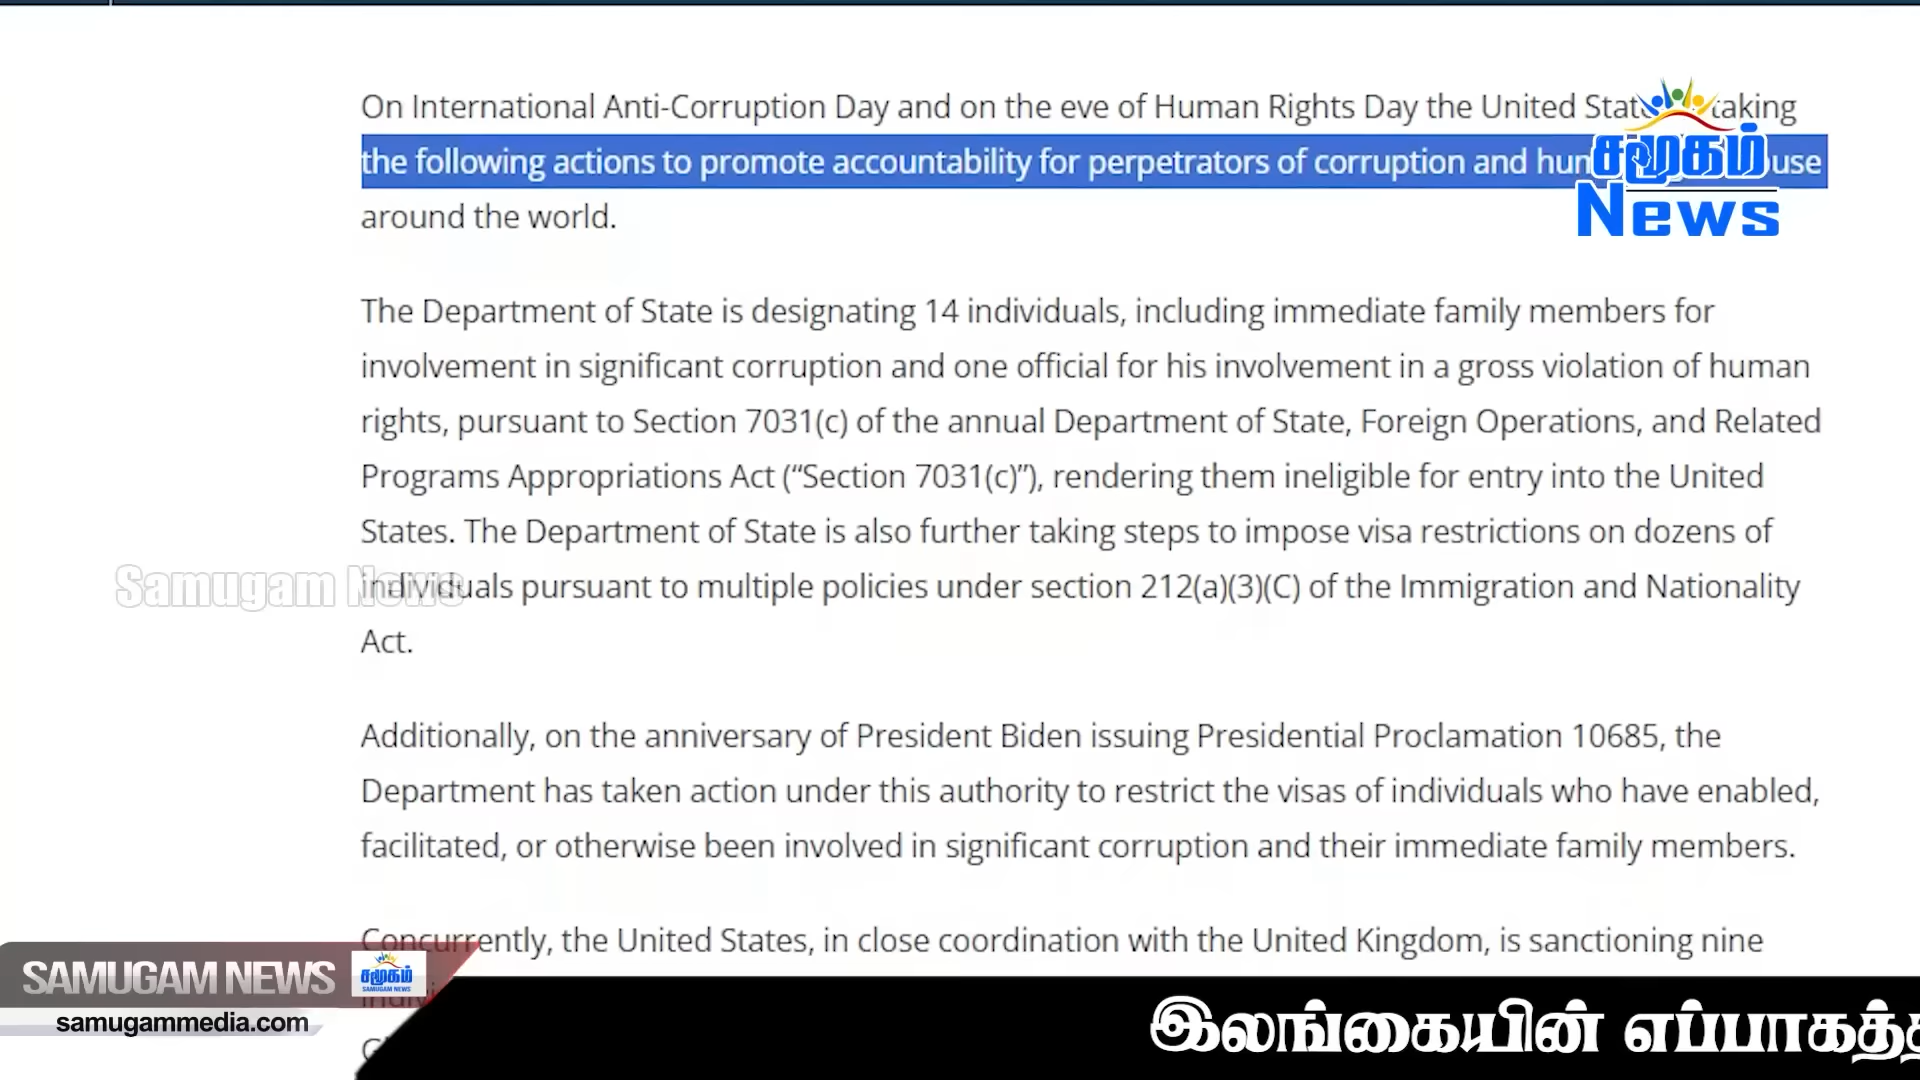 On International Anti-Corruption Day and on the eve of Human Rights Day the United taking
the following actions to promote accountability for perpetrators of corruption and
around the world.
The Department of State is designating 14 individuals, including immediate family members for
involvement in significant corruption and one official for his involvement in a gross violation of human
rights, pursuant to Section 7031(c) of the annual Department of State, Foreign Operations, and Related
Programs Appropriations Act (“Section 7031(c)”), rendering them ineligible for entry into the United
States. The Department of State is also further taking steps to impose visa restrictions on dozens of
individuals pursuant to multiple policies under section 212(a)(3)(C) of the Immigration and Nationality
Act.
Additionally, on the anniversary of President Biden issuing Presidential Proclamation 10685, the
Department has taken action under this authority to restrict the visas of individuals who have enabled,
facilitated, or otherwise been involved in significant corruption and their immediate family members.
Concurrently, the United States, in close coordination with the United Kingdom, is sanctioning nine
சமூகம்
News
Samugam News
SAMUGAM NEWS
சமூகம்
SAMUGAM NEWS
samugammedia.com
இலங்கையின்